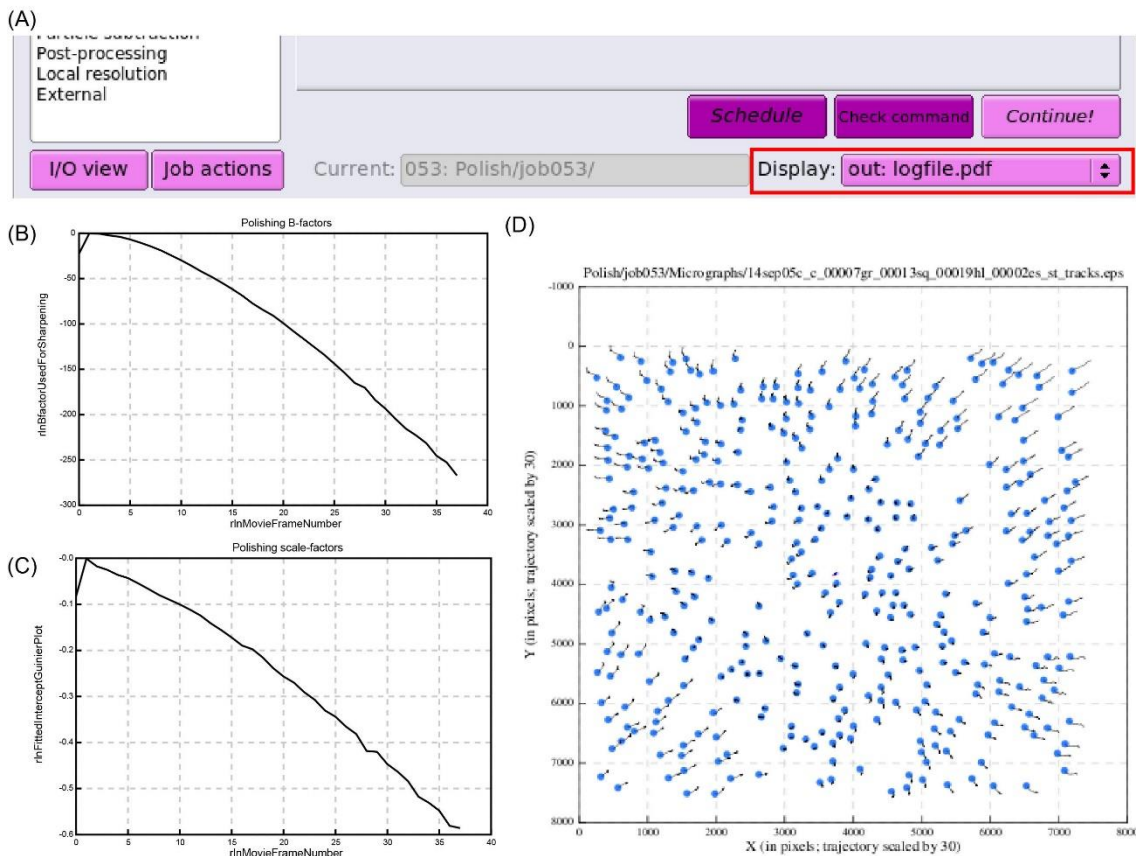 (A)
Particle subtraction
Post-processing
Local resolution
External
Schedule
Check command
Continue!
I/O view
Job actions
Current: 053: Polish/job053/
Display: out: logfile.pdf
(B)
Polishing B-factors
0
-50
-100
-150
-200
-250
-300
rlnBfactorUsedForSharpening
0 5 10 15 20 25 30 35 40
rlnMovieFrameNumber
(C)
Polishing scale-factors
-0.0
-0.1
-0.2
-0.3
-0.4
-0.5
-0.6
rlnFittedInterceptGuinierPlot
0 5 10 15 20 25 30 35 40
rlnMovieFrameNumber
(D)
Polish/job053/Micrographs/14sep05c_c_00007gr_00013sq_00019hl_00002es_st_tracks.eps
-1000
0
1000
2000
3000
4000
5000
6000
7000
8000
Y (in pixels; trajectory scaled by 30)
0 1000 2000 3000 4000 5000 6000 7000 8000
X (in pixels; trajectory scaled by 30)